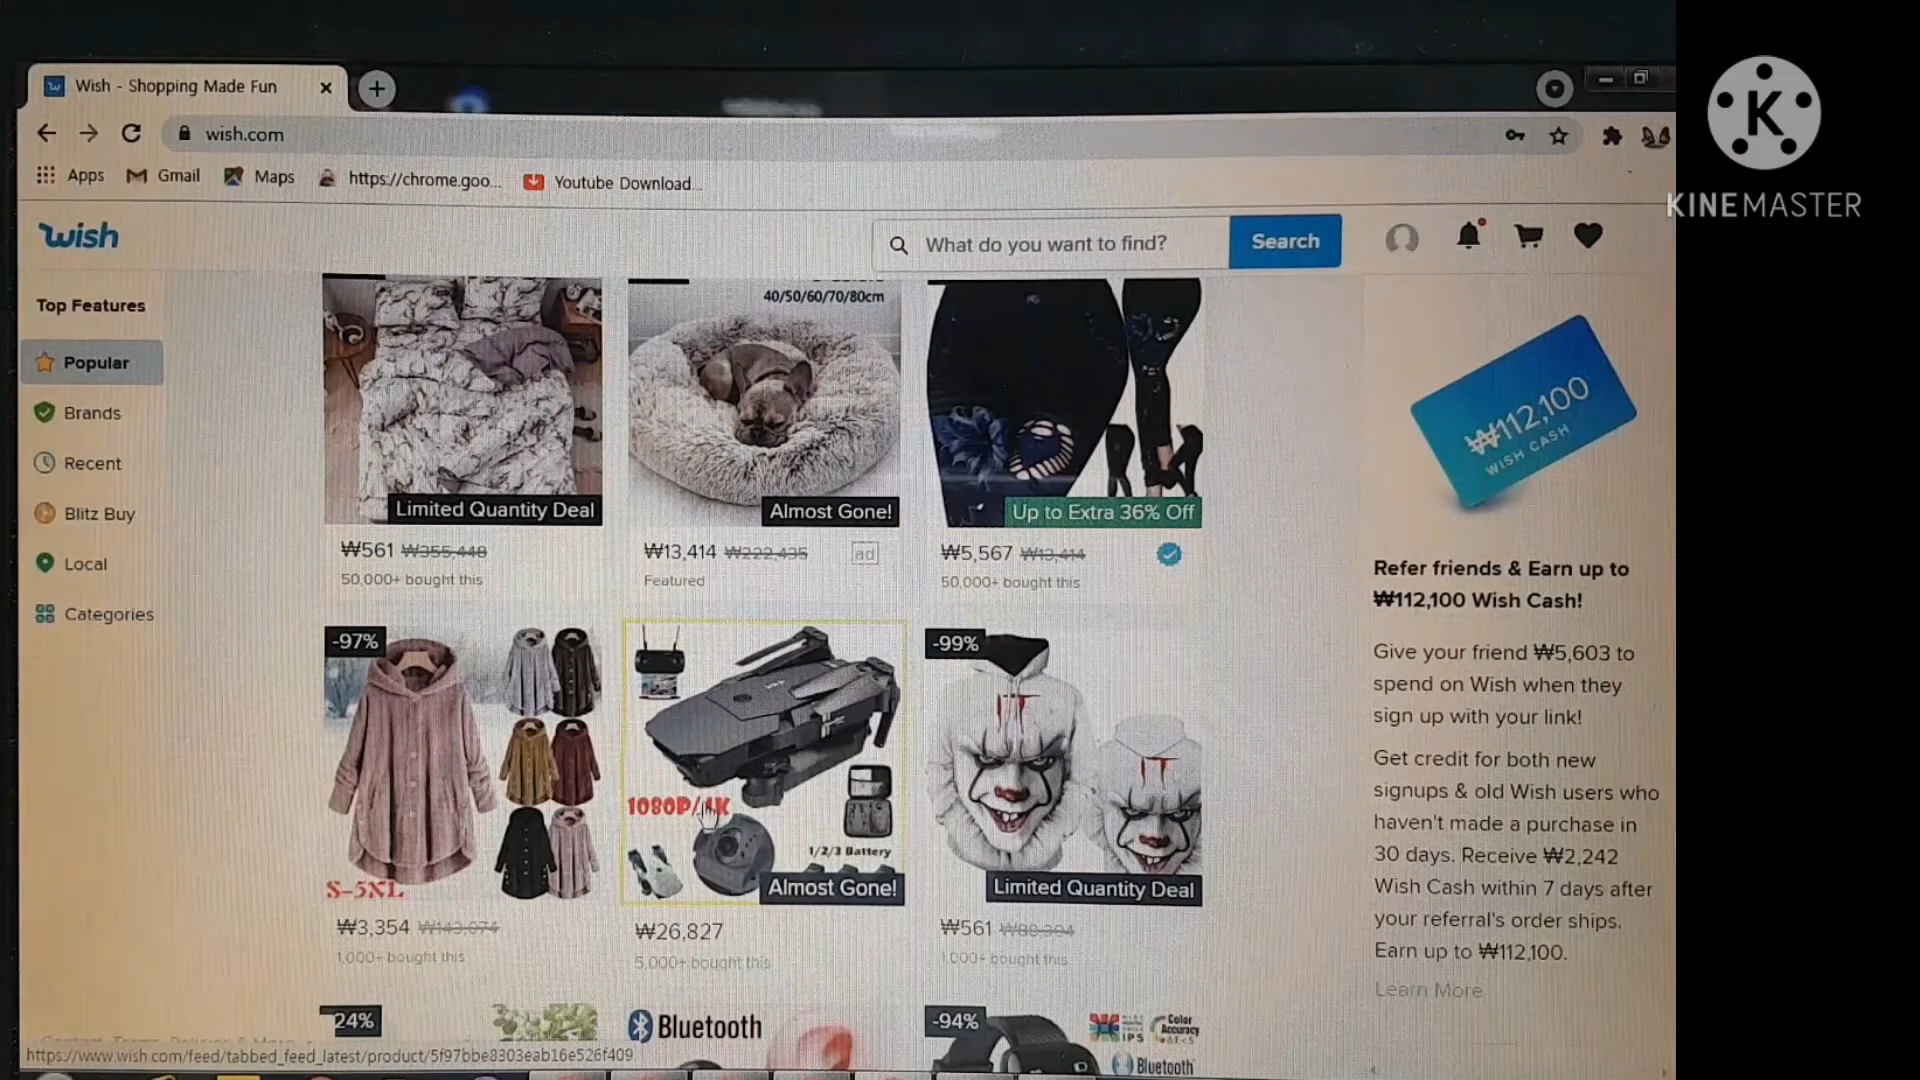 Wish - Shopping Made Fun
wish.com
Apps
Gmail
Maps
https://chrome.goo...
Youtube Download...
KINEMASTER
wish
What do you want to find?
Search
Top Features
Popular
Brands
Recent
Blitz Buy
Local
Categories
Limited Quantity Deal
₩561 ₩355,448
50,000+ bought this
40/50/60/70/80cm
Almost Gone!
₩13,414 ₩222,435
ad
Featured
Up to Extra 36% Off
₩5,567 ₩13,414
50,000+ bought this
-97%
S-5XL
₩3,354 ₩143,074
1,000+ bought this
1080P/4K
1/2/3 Battery
Almost Gone!
₩26,827
5,000+ bought this
-99%
IT
IT
Limited Quantity Deal
₩561 ₩88,304
1,000+ bought this
24%
Bluetooth
-94%
IPS
Color
Accuracy
Bluetooth
₩112,100
WISH CASH
Refer friends & Earn up to
₩112,100 Wish Cash!
Give your friend ₩5,603 to
spend on Wish when they
sign up with your link!
Get credit for both new
signups & old Wish users who
haven't made a purchase in
30 days. Receive ₩2,242
Wish Cash within 7 days after
your referral's order ships.
Earn up to ₩112,100.
Learn More
https://www.wish.com/feed/tabbed_feed_latest/product/5f97bbe8303eab16e526f409